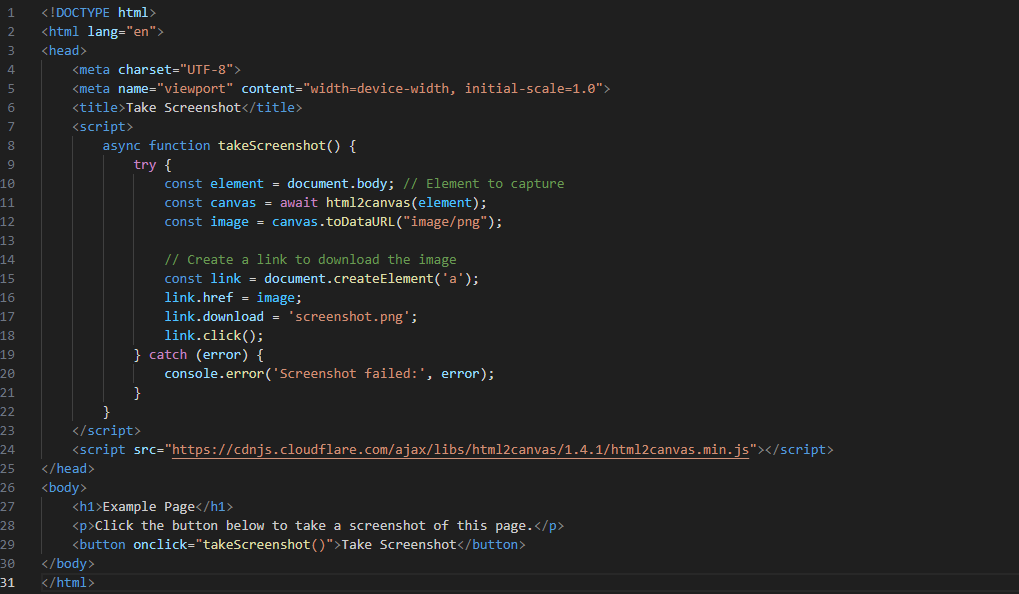 1 <!DOCTYPE html>
2 <html lang="en">
3 <head>
4     <meta charset="UTF-8">
5     <meta name="viewport" content="width=device-width, initial-scale=1.0">
6     <title>Take Screenshot</title>
7     <script>
8         async function takeScreenshot() {
9             try {
10                 const element = document.body; // Element to capture
11                 const canvas = await html2canvas(element);
12                 const image = canvas.toDataURL("image/png");
13
14                 // Create a link to download the image
15                 const link = document.createElement('a');
16                 link.href = image;
17                 link.download = 'screenshot.png';
18                 link.click();
19             } catch (error) {
20                 console.error('Screenshot failed:', error);
21             }
22         }
23     </script>
24     <script src="https://cdnjs.cloudflare.com/ajax/libs/html2canvas/1.4.1/html2canvas.min.js"></script>
25 </head>
26 <body>
27     <h1>Example Page</h1>
28     <p>Click the button below to take a screenshot of this page.</p>
29     <button onclick="takeScreenshot()">Take Screenshot</button>
30 </body>
31 </html>